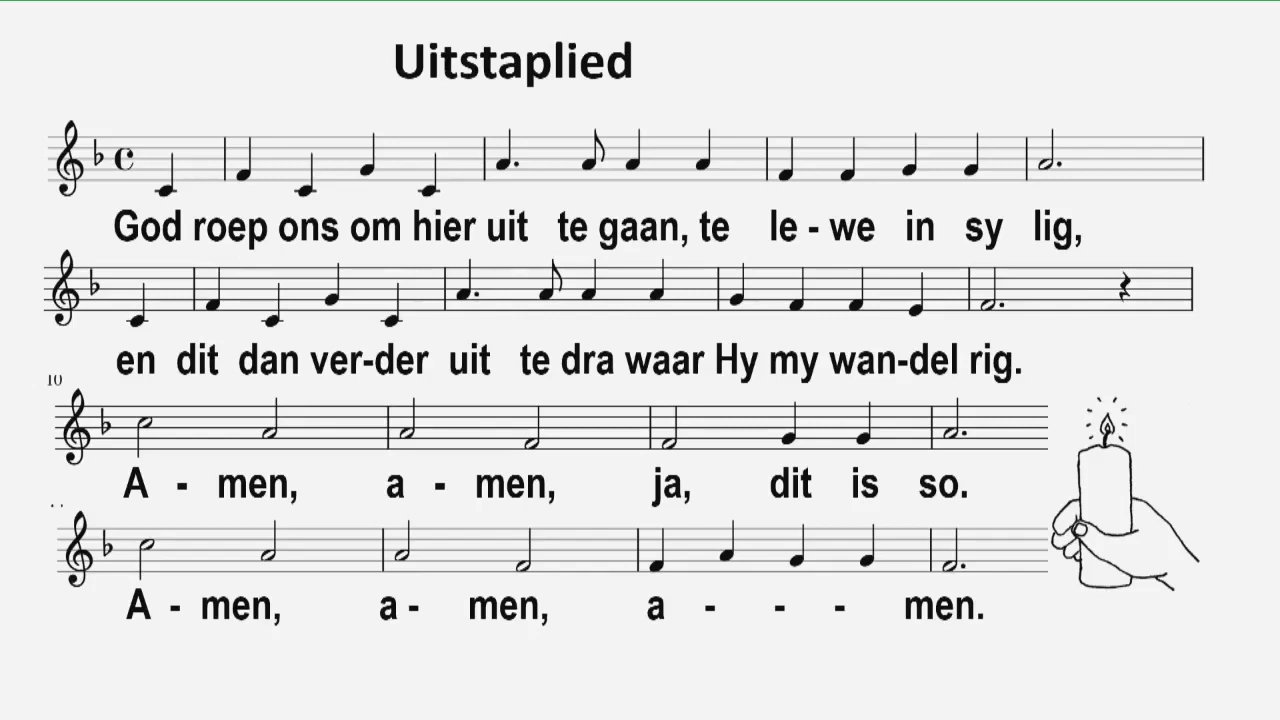 Uitstaplied
God roep ons om hier uit te gaan, te le - we in sy lig,
en dit dan ver-der uit te dra waar Hy my wan-del rig.
10
A - men, a - men, ja, dit is so.
A - men, a - men, a - - - men.